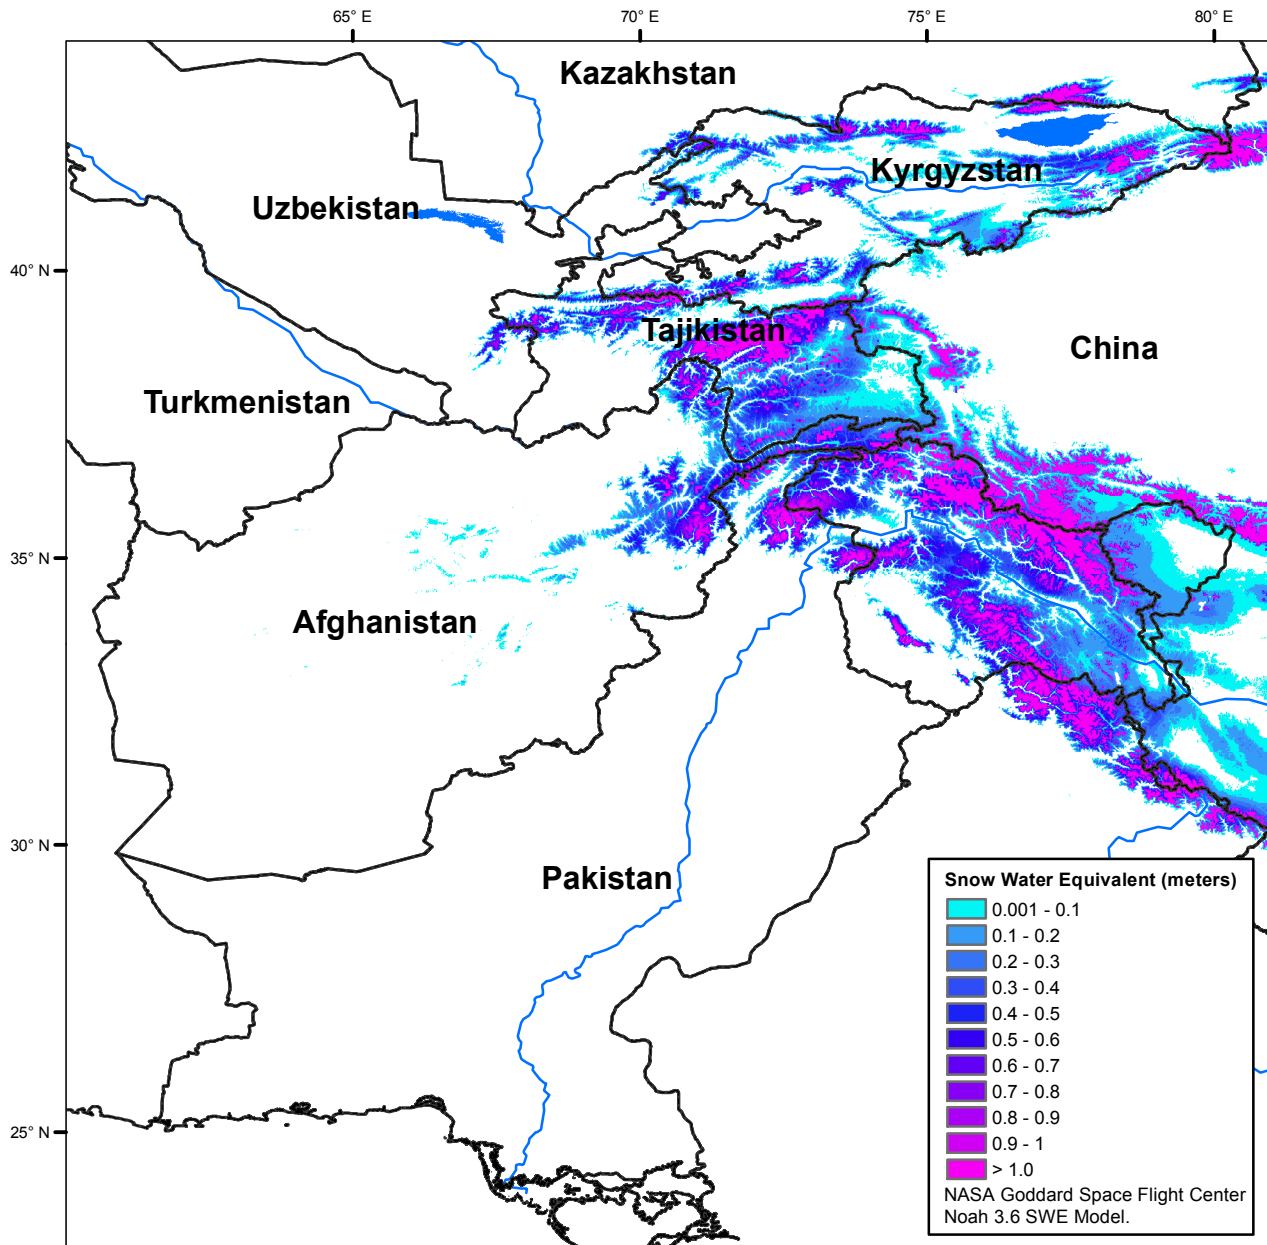 65° E
70° E
75° E
80° E
Kazakhstan
Kyrgyzstan
Uzbekistan
40° N
Tajikistan
China
Turkmenistan
35° N
Afghanistan
30° N
Pakistan
25° N
Snow Water Equivalent (meters)
0.001 - 0.1
0.1 - 0.2
0.2 - 0.3
0.3 - 0.4
0.4 - 0.5
0.5 - 0.6
0.6 - 0.7
0.7 - 0.8
0.8 - 0.9
0.9 - 1
> 1.0
NASA Goddard Space Flight Center
Noah 3.6 SWE Model.